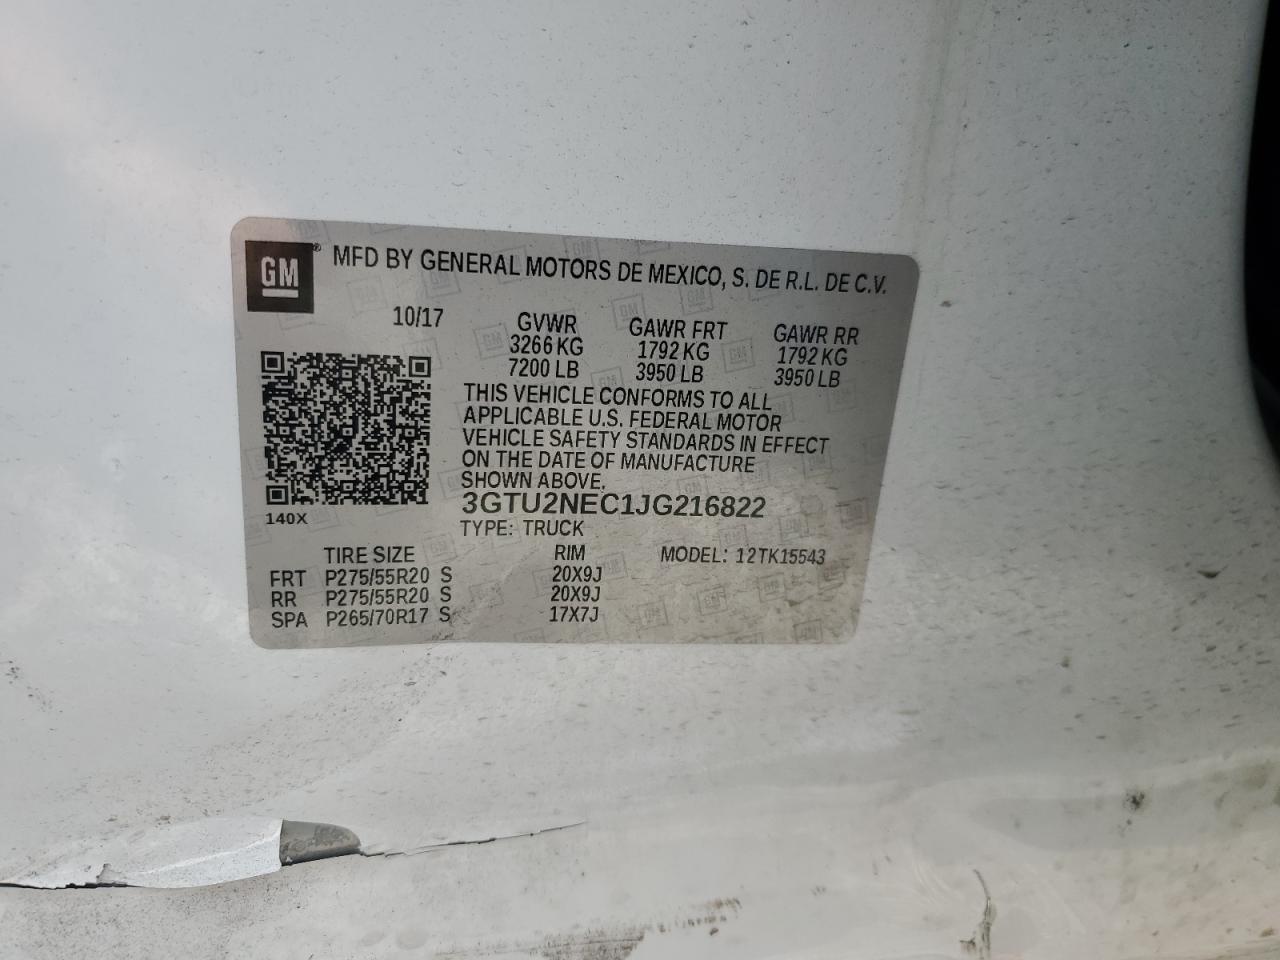 GM® MFD BY GENERAL MOTORS DE MEXICO, S. DE R.L. DE C.V.
10/17 GVWR GAWR FRT GAWR RR
3266 KG 1792 KG 1792 KG
7200 LB 3950 LB 3950 LB
THIS VEHICLE CONFORMS TO ALL
APPLICABLE U.S. FEDERAL MOTOR
VEHICLE SAFETY STANDARDS IN EFFECT
ON THE DATE OF MANUFACTURE
SHOWN ABOVE.
3GTU2NEC1JG216822
140X
TYPE: TRUCK
TIRE SIZE RIM MODEL: 12TK15543
FRT P275/55R20 S 20X9J
RR P275/55R20 S 20X9J
SPA P265/70R17 S 17X7J